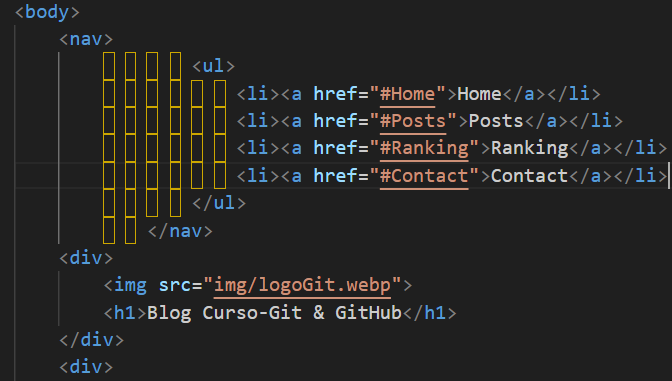 <body>
<nav>
<ul>
<li><a href="#Home">Home</a></li>
<li><a href="#Posts">Posts</a></li>
<li><a href="#Ranking">Ranking</a></li>
<li><a href="#Contact">Contact</a></li>
</ul>
</nav>
<div>
<img src="img/logoGit.webp">
<h1>Blog Curso-Git & GitHub</h1>
</div>
<div>